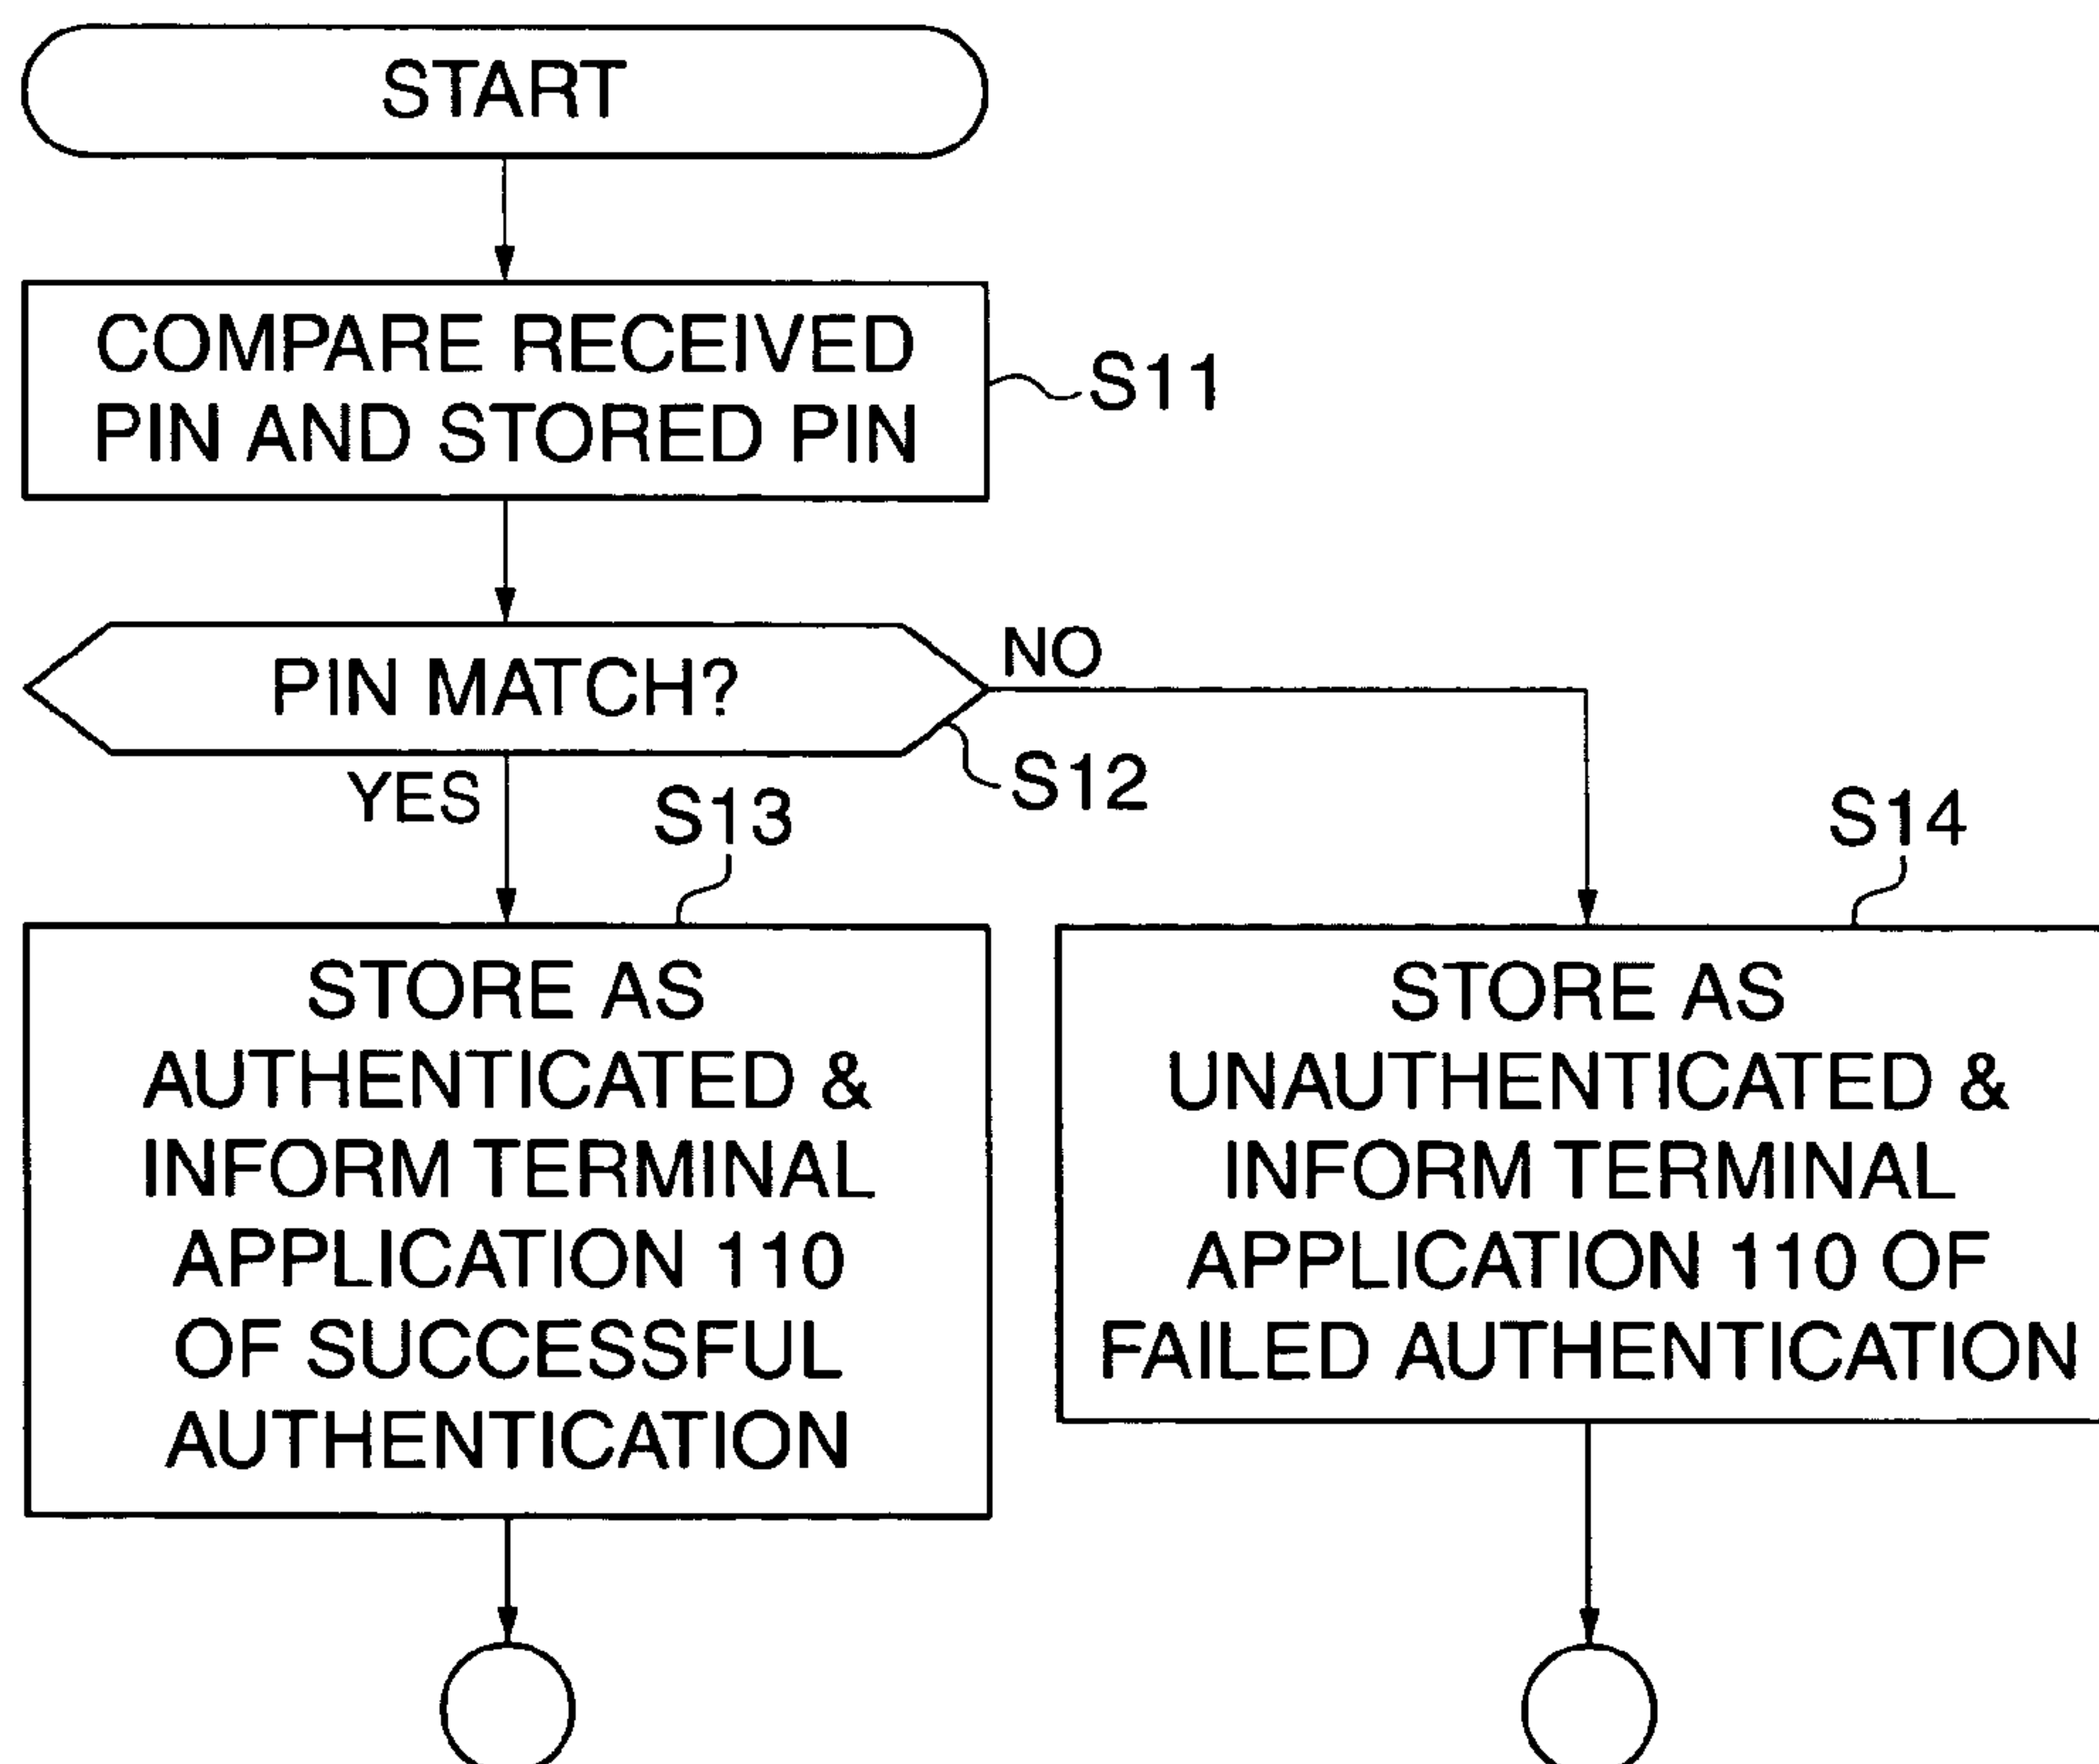 START
COMPARE RECEIVED
PIN AND STORED PIN
S11
PIN MATCH?
NO
S12
YES
S13
S14
STORE AS
AUTHENTICATED &
INFORM TERMINAL
APPLICATION 110
OF SUCCESSFUL
AUTHENTICATION
STORE AS
UNAUTHENTICATED &
INFORM TERMINAL
APPLICATION 110 OF
FAILED AUTHENTICATION